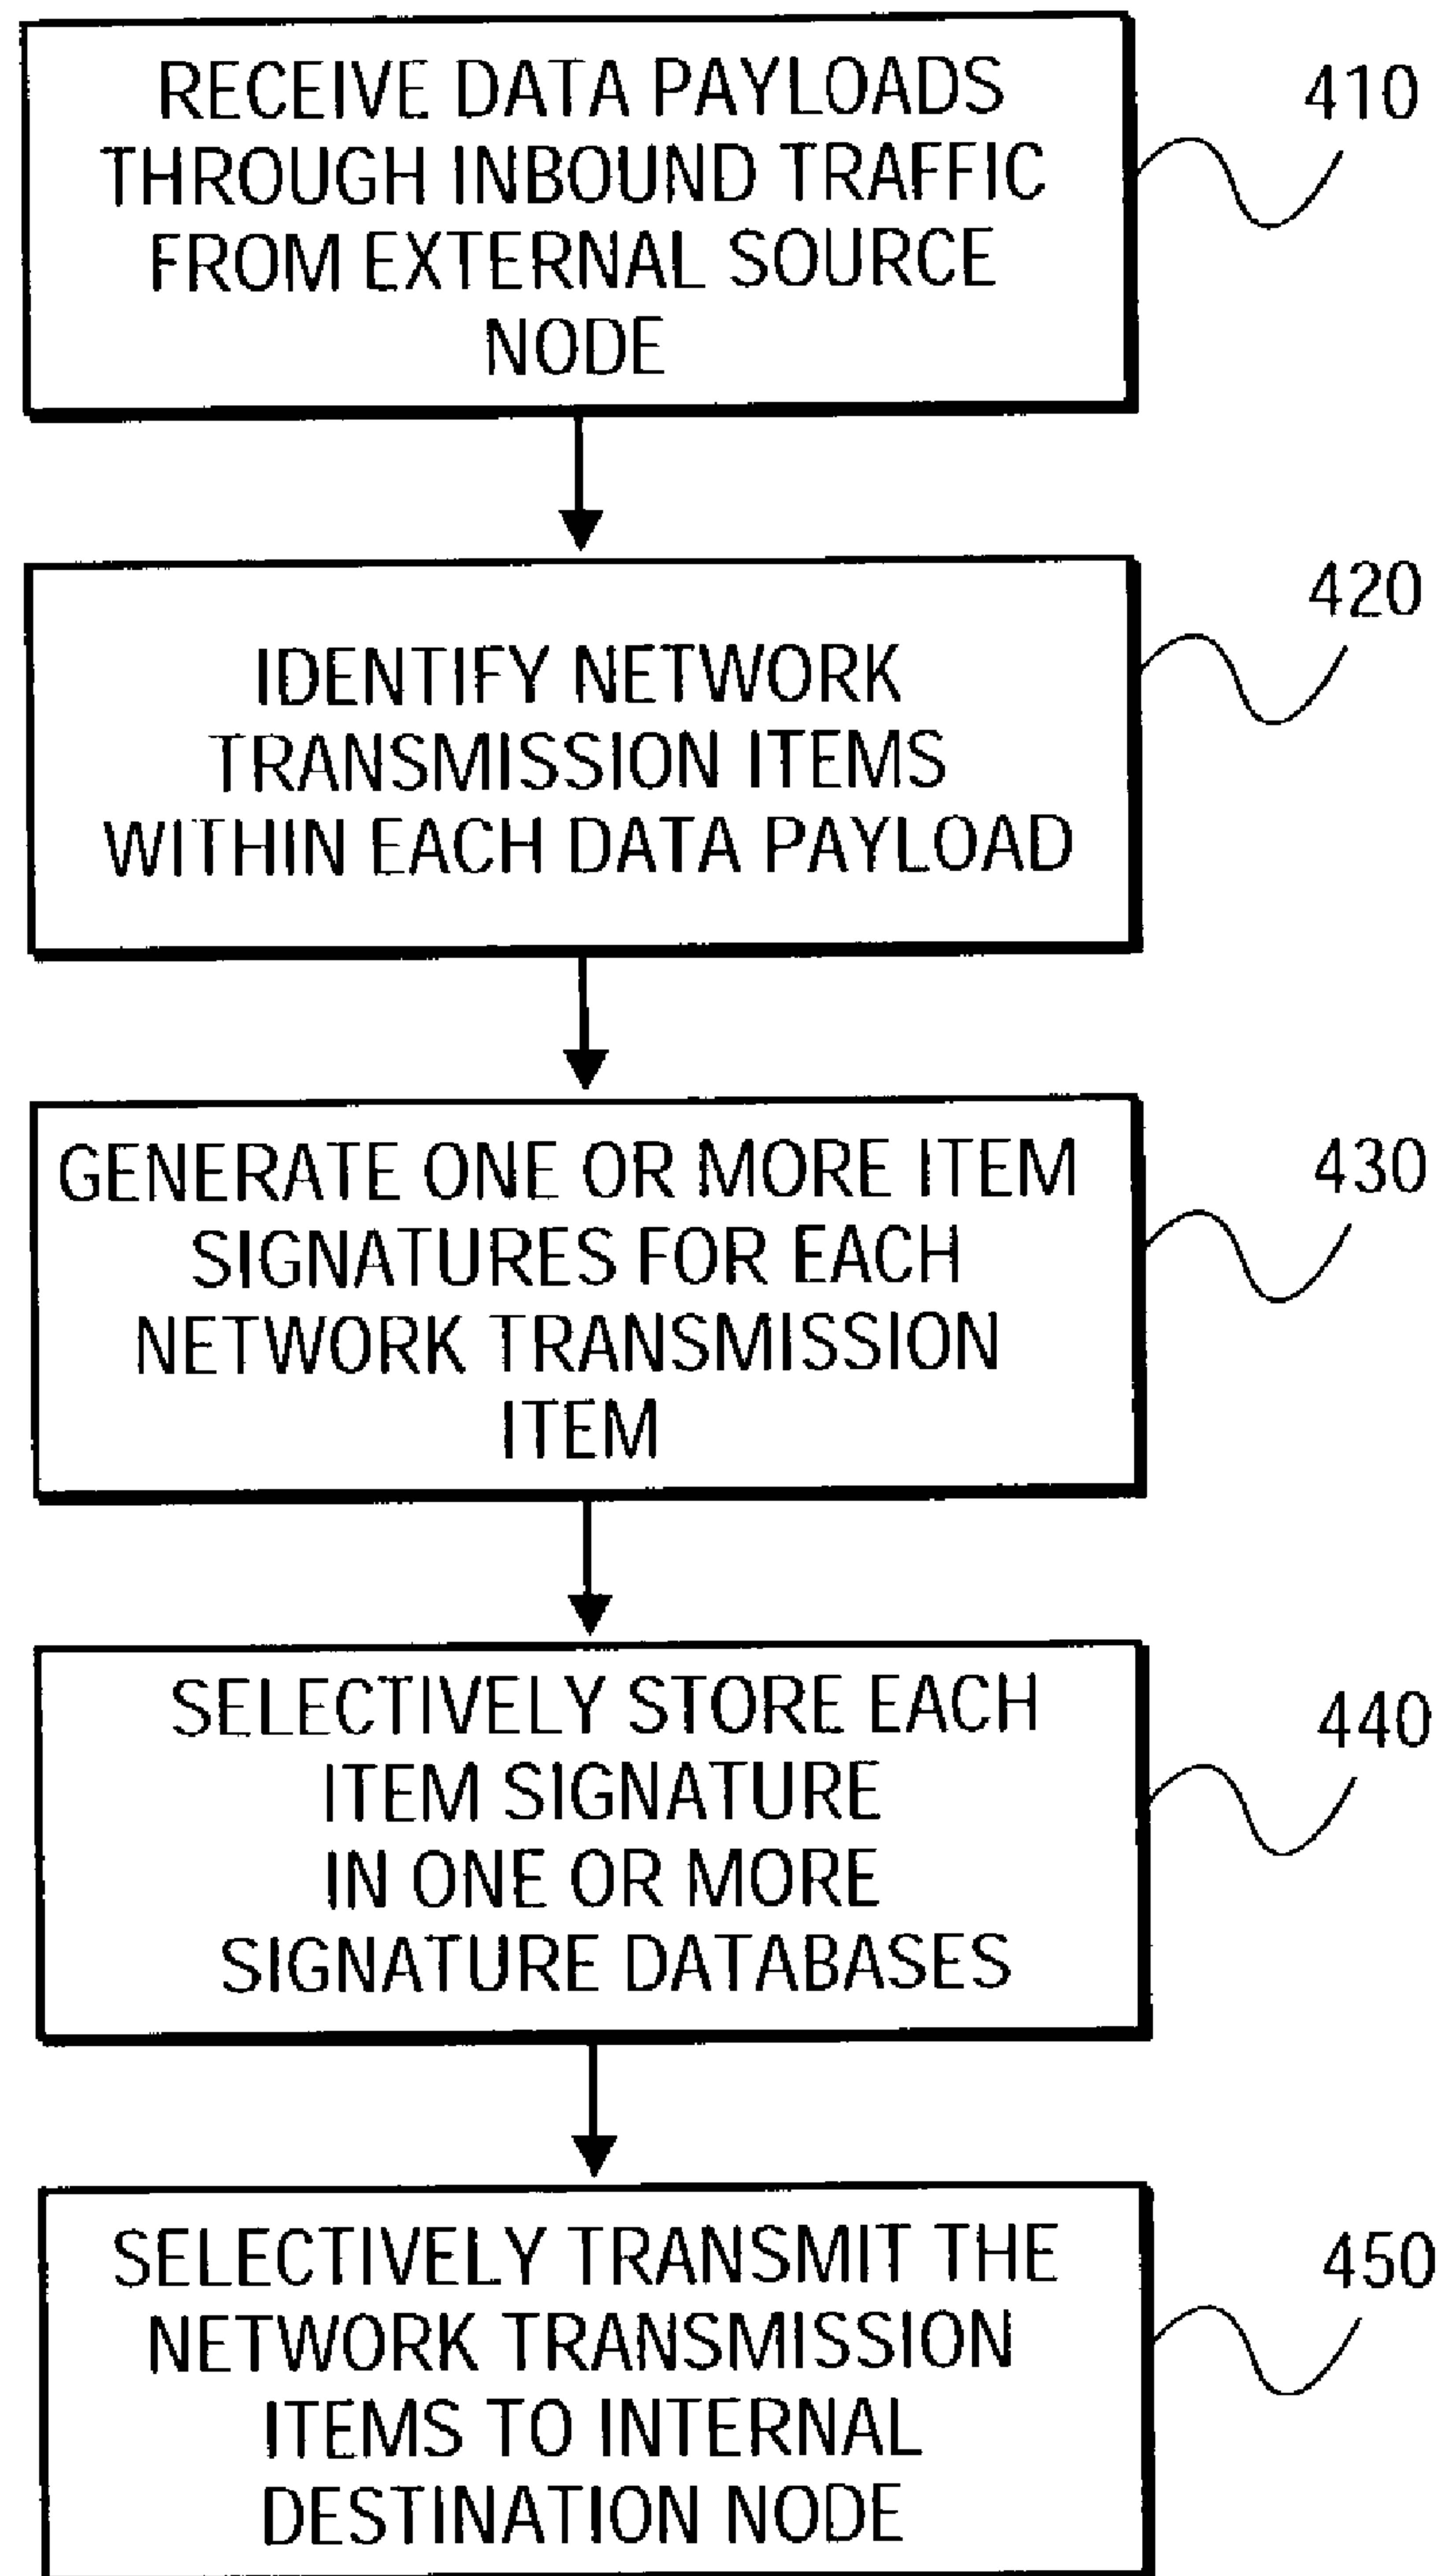 RECEIVE DATA PAYLOADS
THROUGH INBOUND TRAFFIC
FROM EXTERNAL SOURCE
NODE
410
IDENTIFY NETWORK
TRANSMISSION ITEMS
WITHIN EACH DATA PAYLOAD
420
GENERATE ONE OR MORE ITEM
SIGNATURES FOR EACH
NETWORK TRANSMISSION
ITEM
430
SELECTIVELY STORE EACH
ITEM SIGNATURE
IN ONE OR MORE
SIGNATURE DATABASES
440
SELECTIVELY TRANSMIT THE
NETWORK TRANSMISSION
ITEMS TO INTERNAL
DESTINATION NODE
450